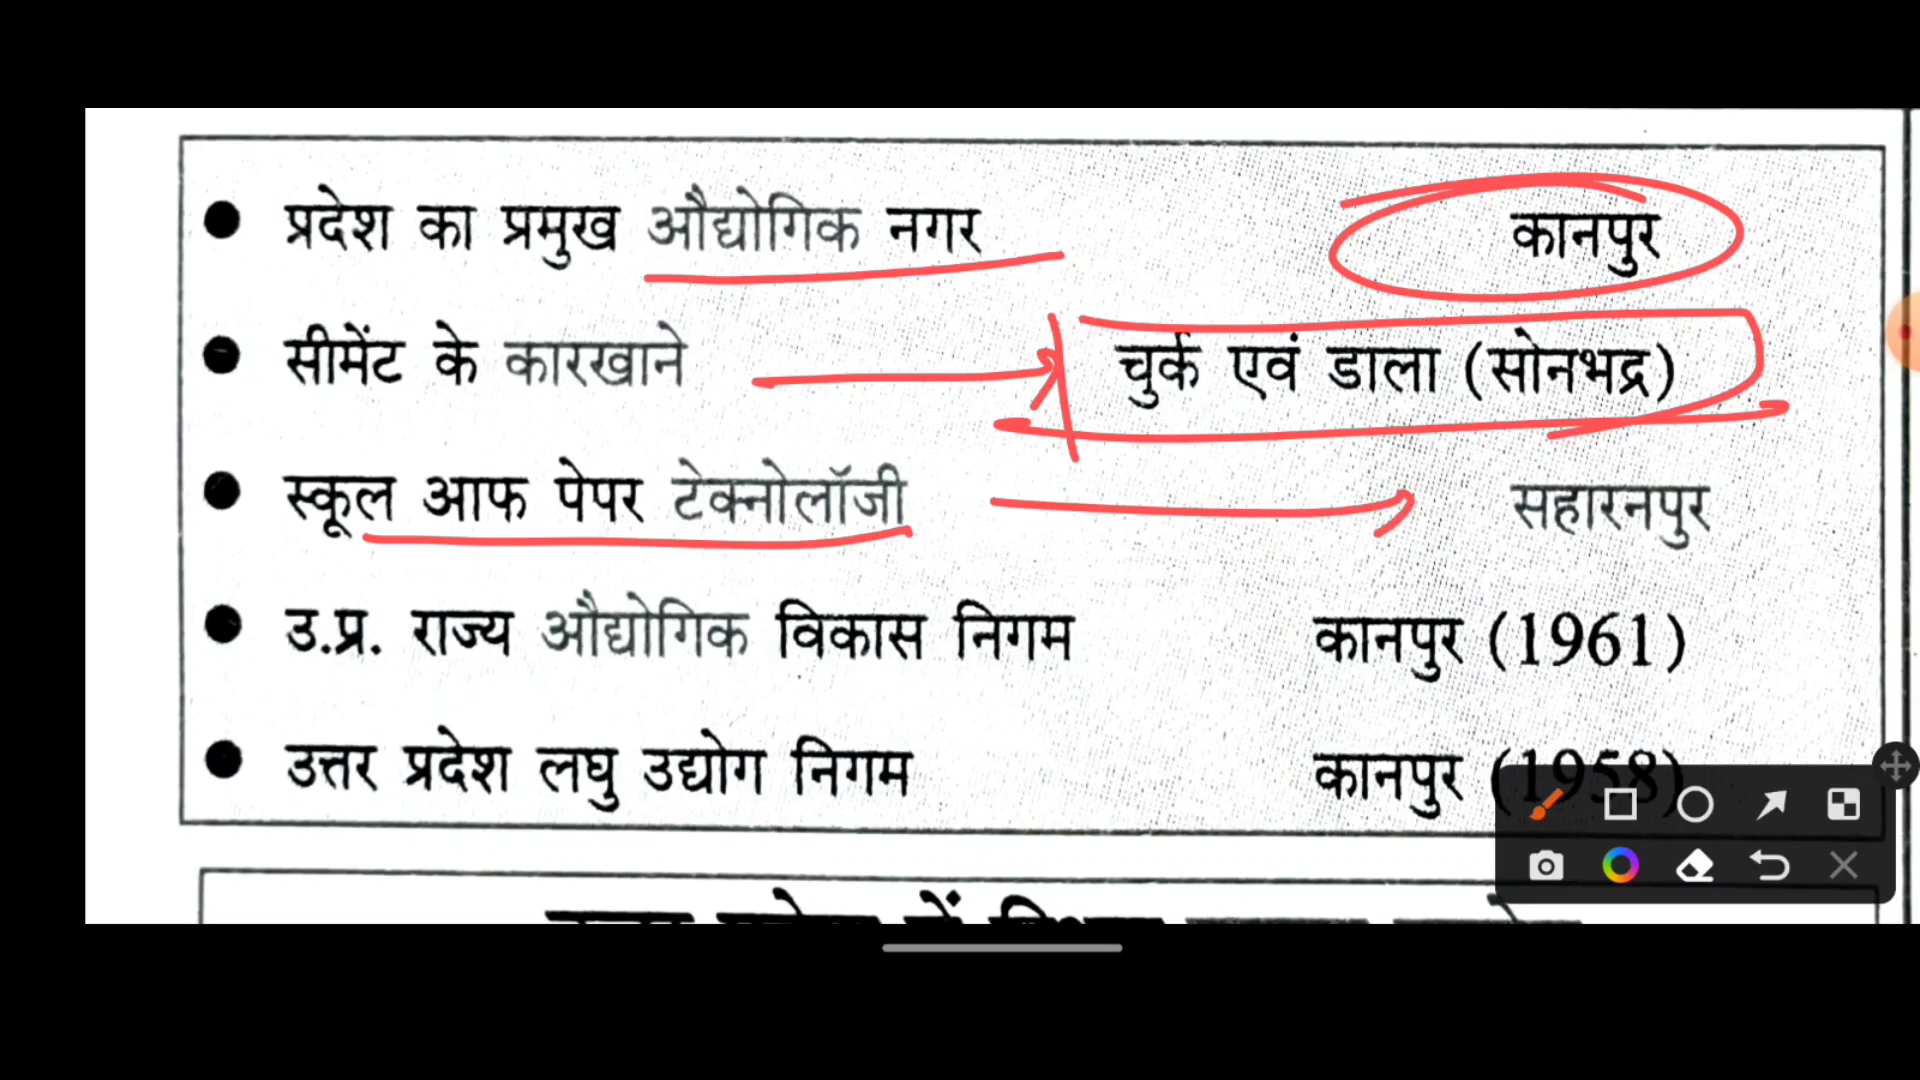 ● प्रदेश का प्रमुख औद्योगिक नगर कानपुर
● सीमेंट के कारखाने चुर्क एवं डाला (सोनभद्र)
● स्कूल आफ पेपर टेक्नोलॉजी सहारनपुर
● उ.प्र. राज्य औद्योगिक विकास निगम कानपुर (1961)
● उत्तर प्रदेश लघु उद्योग निगम कानपुर (1958)